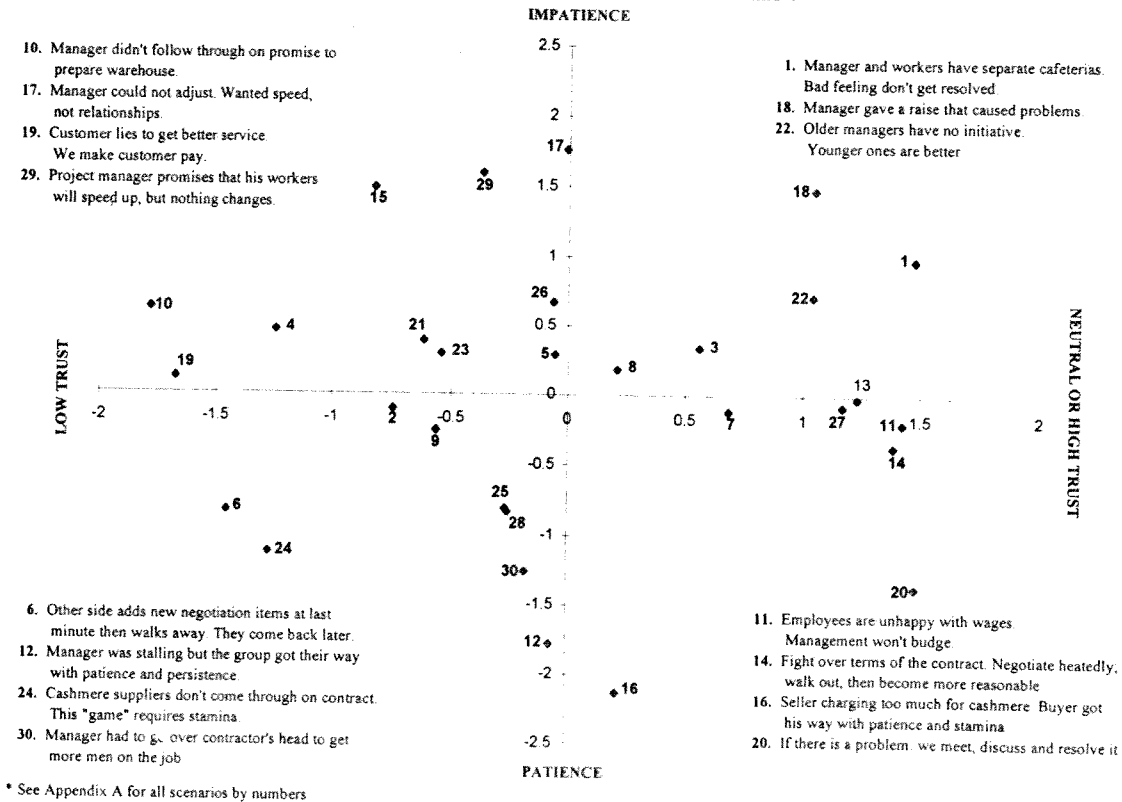 IMPATIENCE
10. Manager didn't follow through on promise to
prepare warehouse.
17. Manager could not adjust. Wanted speed,
not relationships.
19. Customer lies to get better service.
We make customer pay.
29. Project manager promises that his workers
will speed up, but nothing changes.
1. Manager and workers have separate cafeterias.
Bad feeling don't get resolved.
18. Manager gave a raise that caused problems.
22. Older managers have no initiative.
Younger ones are better
2.5
2
17
15
29
1.5
18
1
1
26
22
10
4
21
23
0.5
5
8
3
19
LOW TRUST
NEUTRAL OR HIGH TRUST
0
13
-2
-1.5
-1
2
-0.5
0
0.5
7
1
27
11
1.5
2
9
14
-0.5
6
25
28
24
-1
30
20
-1.5
12
-2
16
-2.5
6. Other side adds new negotiation items at last
minute then walks away. They come back later.
12. Manager was stalling but the group got their way
with patience and persistence.
24. Cashmere suppliers don't come through on contract.
This "game" requires stamina.
30. Manager had to over contractor's head to get
more men on the job
11. Employees are unhappy with wages.
Management won't budge.
14. Fight over terms of the contract. Negotiate heatedly,
walk out, then become more reasonable
16. Seller charging too much for cashmere. Buyer got
his way with patience and stamina
20. If there is a problem. we meet, discuss and resolve it
PATIENCE
* See Appendix A for all scenarios by numbers